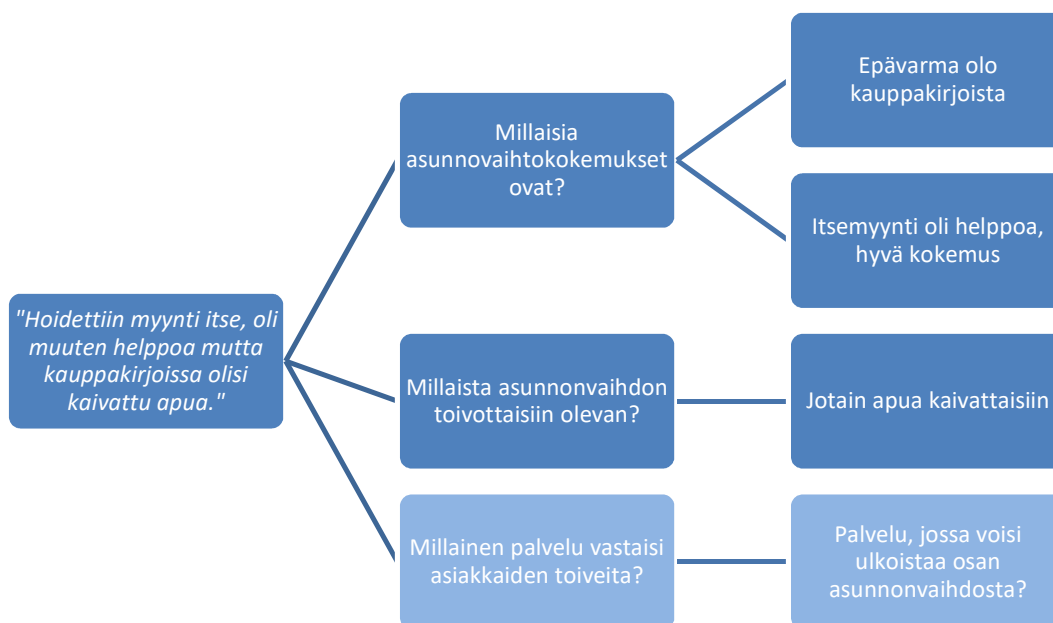 "Hoidettiin myynti itse, oli
muuten helppoa mutta
kauppakirjoissa olisi
kaivattu apua."
Millaisia
asunnovaihtokokemukset
ovat?
Epävarma olo
kauppakirjoista
Itsemyynti oli helppoa,
hyvä kokemus
Millaista asunnonvaihdon
toivottaisiin olevan?
Jotain apua kaivattaisiin
Millainen palvelu vastaisi
asiakkaiden toiveita?
Palvelu, jossa voisi
ulkoistaa osan
asunnonvaihdosta?